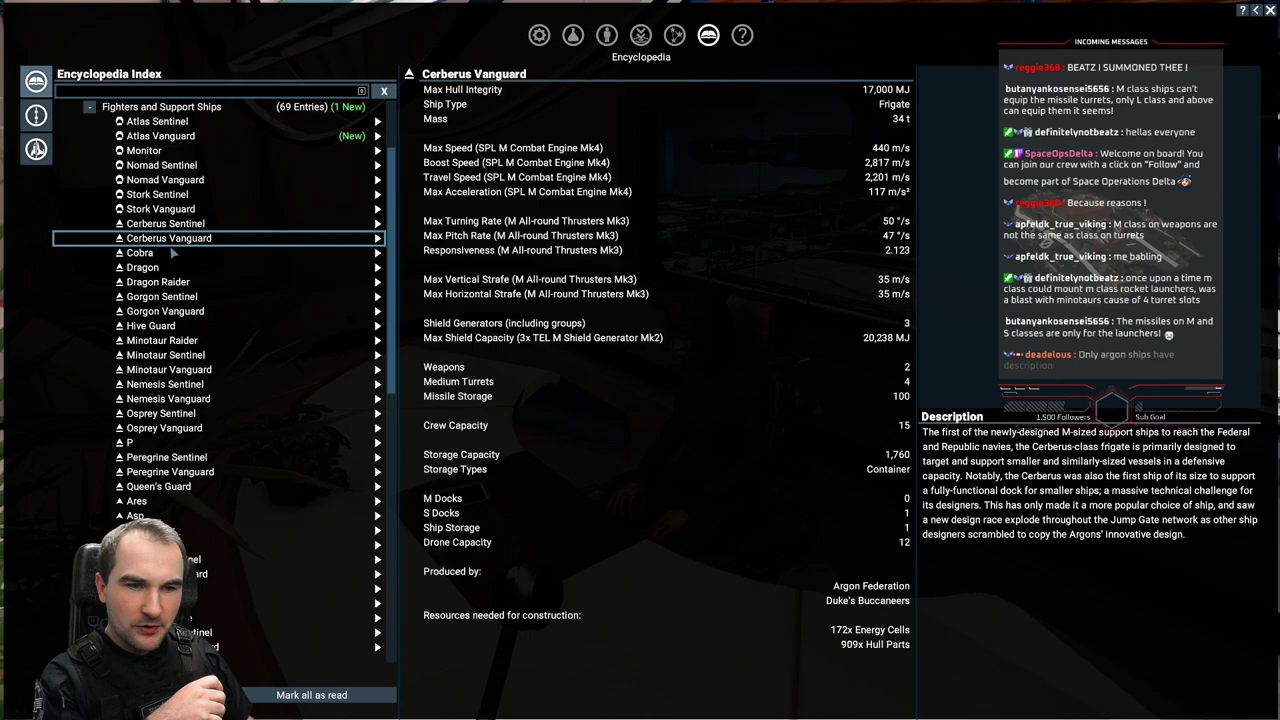 ? < X
Encyclopedia
Encyclopedia Index
X
- Fighters and Support Ships (69 Entries) (1 New)
Atlas Sentinel
Atlas Vanguard (New)
Monitor
Nomad Sentinel
Nomad Vanguard
Stork Sentinel
Stork Vanguard
Cerberus Sentinel
Cerberus Vanguard
Cobra
Dragon
Dragon Raider
Gorgon Sentinel
Gorgon Vanguard
Hive Guard
Minotaur Raider
Minotaur Sentinel
Minotaur Vanguard
Nemesis Sentinel
Nemesis Vanguard
Osprey Sentinel
Osprey Vanguard
P
Peregrine Sentinel
Peregrine Vanguard
Queen's Guard
Ares
Asp
Mark all as read
Cerberus Vanguard
Max Hull Integrity 17,000 MJ
Ship Type Frigate
Mass 34 t
Max Speed (SPL M Combat Engine Mk4) 440 m/s
Boost Speed (SPL M Combat Engine Mk4) 2,817 m/s
Travel Speed (SPL M Combat Engine Mk4) 2,201 m/s
Max Acceleration (SPL M Combat Engine Mk4) 117 m/s²
Max Turning Rate (M All-round Thrusters Mk3) 50 °/s
Max Pitch Rate (M All-round Thrusters Mk3) 47 °/s
Responsiveness (M All-round Thrusters Mk3) 2.123
Max Vertical Strafe (M All-round Thrusters Mk3) 35 m/s
Max Horizontal Strafe (M All-round Thrusters Mk3) 35 m/s
Shield Generators (including groups) 3
Max Shield Capacity (3x TEL M Shield Generator Mk2) 20,238 MJ
Weapons 2
Medium Turrets 4
Missile Storage 100
Crew Capacity 15
Storage Capacity 1,760
Storage Types Container
M Docks 0
S Docks 1
Ship Storage 1
Drone Capacity 12
Produced by:
Argon Federation
Duke's Buccaneers
Resources needed for construction:
172x Energy Cells
909x Hull Parts
INCOMING MESSAGES
reggie368 : BEATZ I SUMMONED THEE !
butanyankosensei5656 : M class ships can't
equip the missile turrets, only L class and above
can equip them it seems!
definitelynotbeatz : hellas everyone
SpaceOpsDelta : Welcome on board! You
can join our crew with a click on "Follow" and
become part of Space Operations Delta
reggie368 : Because reasons !
apfeldk_true_viking : M class on weapons are
not the same as class on turrets
apfeldk_true_viking : me babling
definitelynotbeatz : once upon a time m
class could mount m class rocket launchers, was
a blast with minotaurs cause of 4 turret slots
butanyankosensei5656 : The missiles on M and
S classes are only for the launchers!
deadelous : Only argon ships have
description
1.500 Followers Sub Goal
Description
The first of the newly-designed M-sized support ships to reach the Federal
and Republic navies, the Cerberus-class frigate is primarily designed to
target and support smaller and similarly-sized vessels in a defensive
capacity. Notably, the Cerberus was also the first ship of its size to support
a fully-functional dock for smaller ships; a massive technical challenge for
its designers. This has only made it a more popular choice of ship, and saw
a new design race explode throughout the Jump Gate network as other ship
designers scrambled to copy the Argons' innovative design.